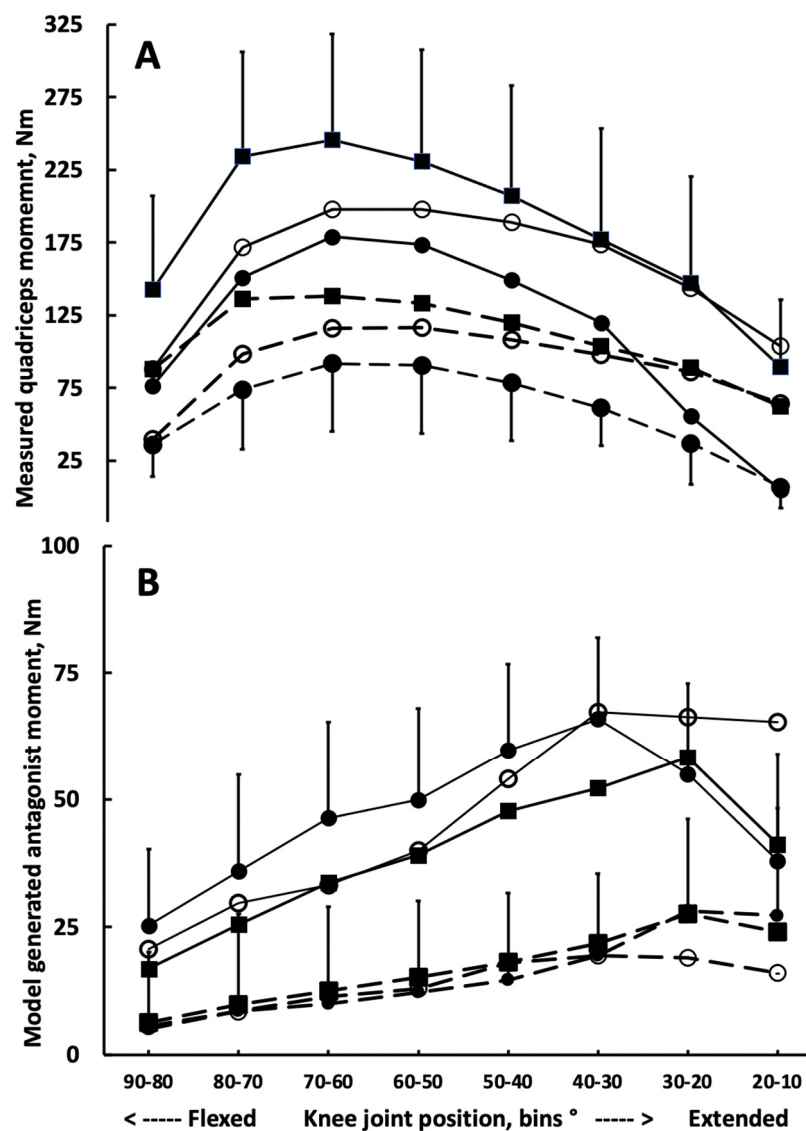 A
Measured quadriceps momemnt, Nm
325
275
225
175
125
75
25
B
Model generated antagonist moment, Nm
100
75
50
25
0
90-80 80-70 70-60 60-50 50-40 40-30 30-20 20-10
< ----- Flexed Knee joint position, bins ° -----> Extended